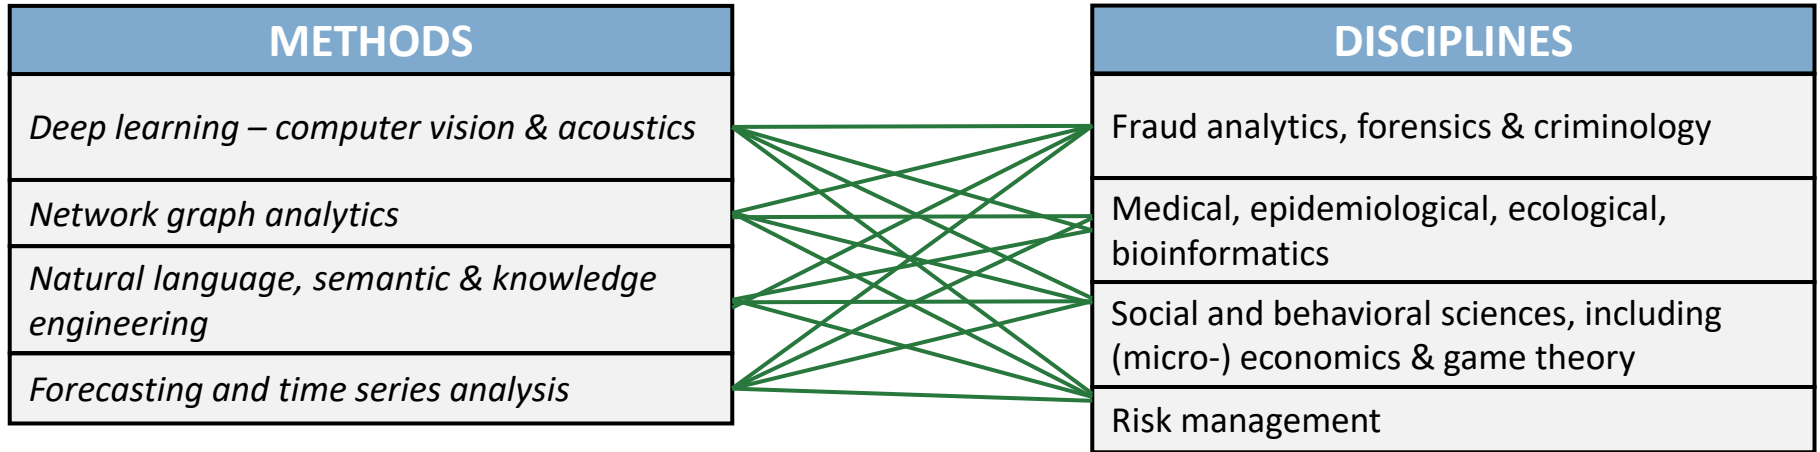 METHODS
Deep learning – computer vision & acoustics
Network graph analytics
Natural language, semantic & knowledge
engineering
Forecasting and time series analysis
DISCIPLINES
Fraud analytics, forensics & criminology
Medical, epidemiological, ecological,
bioinformatics
Social and behavioral sciences, including
(micro-) economics & game theory
Risk management